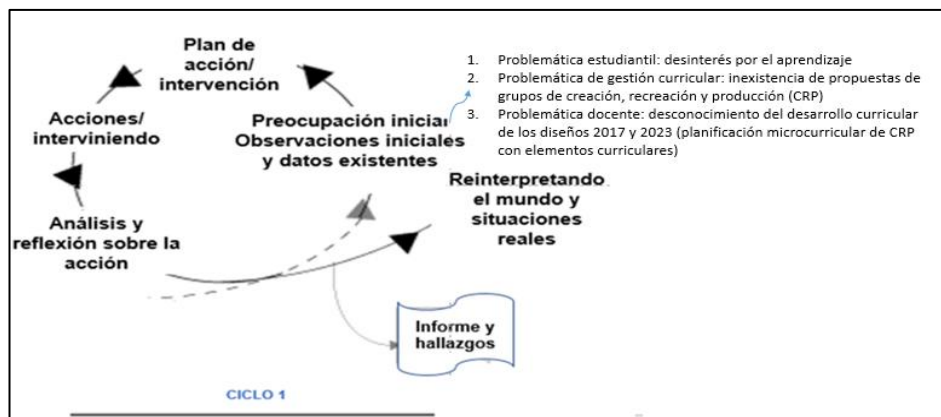 Plan de
acción/
intervención
Acciones/
interviniendo
Análisis y
reflexión sobre la
acción
Preocupación inicial
Observaciones iniciales
y datos existentes
1. Problemática estudiantil: desinterés por el aprendizaje
2. Problemática de gestión curricular: inexistencia de propuestas de
grupos de creación, recreación y producción (CRP)
3. Problemática docente: desconocimiento del desarrollo curricular
de los diseños 2017 y 2023 (planificación microcurricular de CRP
con elementos curriculares)
Reinterpretando
el mundo y
situaciones
reales
Informe y
hallazgos
CICLO 1